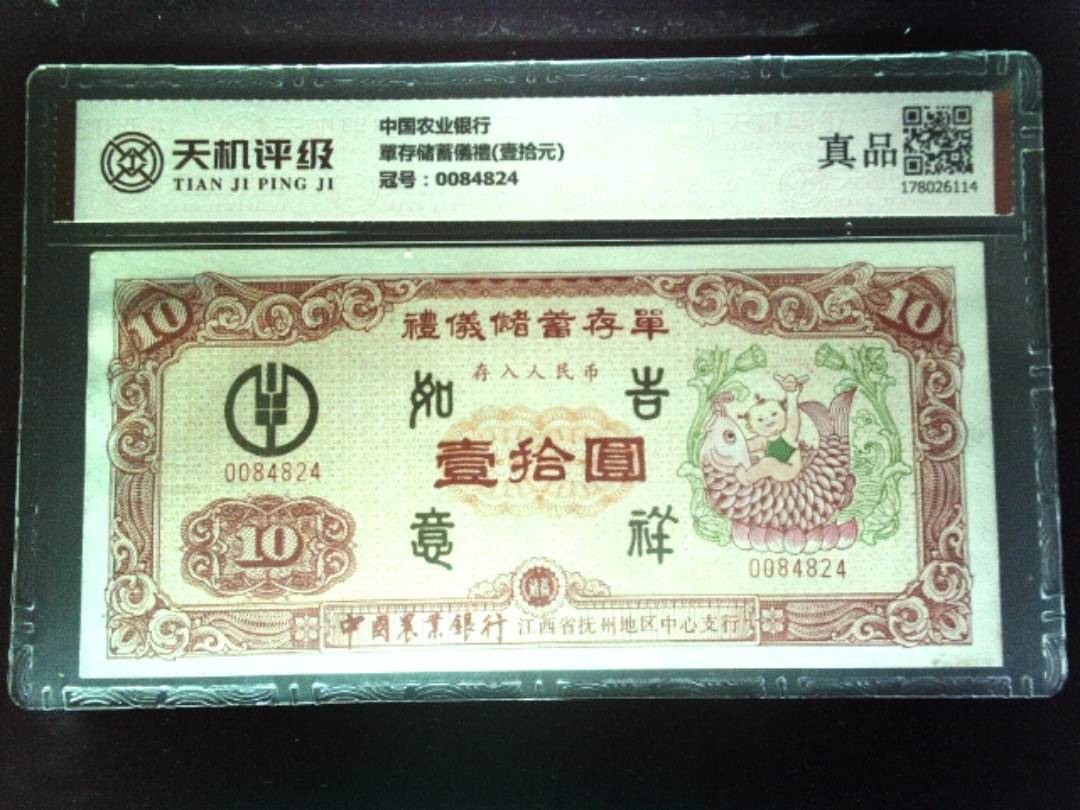 天机评级
TIAN JI PING JI
中国农业银行
單存储蓄儀禮(壹拾元)
冠号：0084824
真品
178026114
10
10
禮儀儲蓄存單
存入人民币
如
吉
0084824
壹拾圓
10
意
祥
0084824
中國農業銀行 江西省抚州地区中心支行